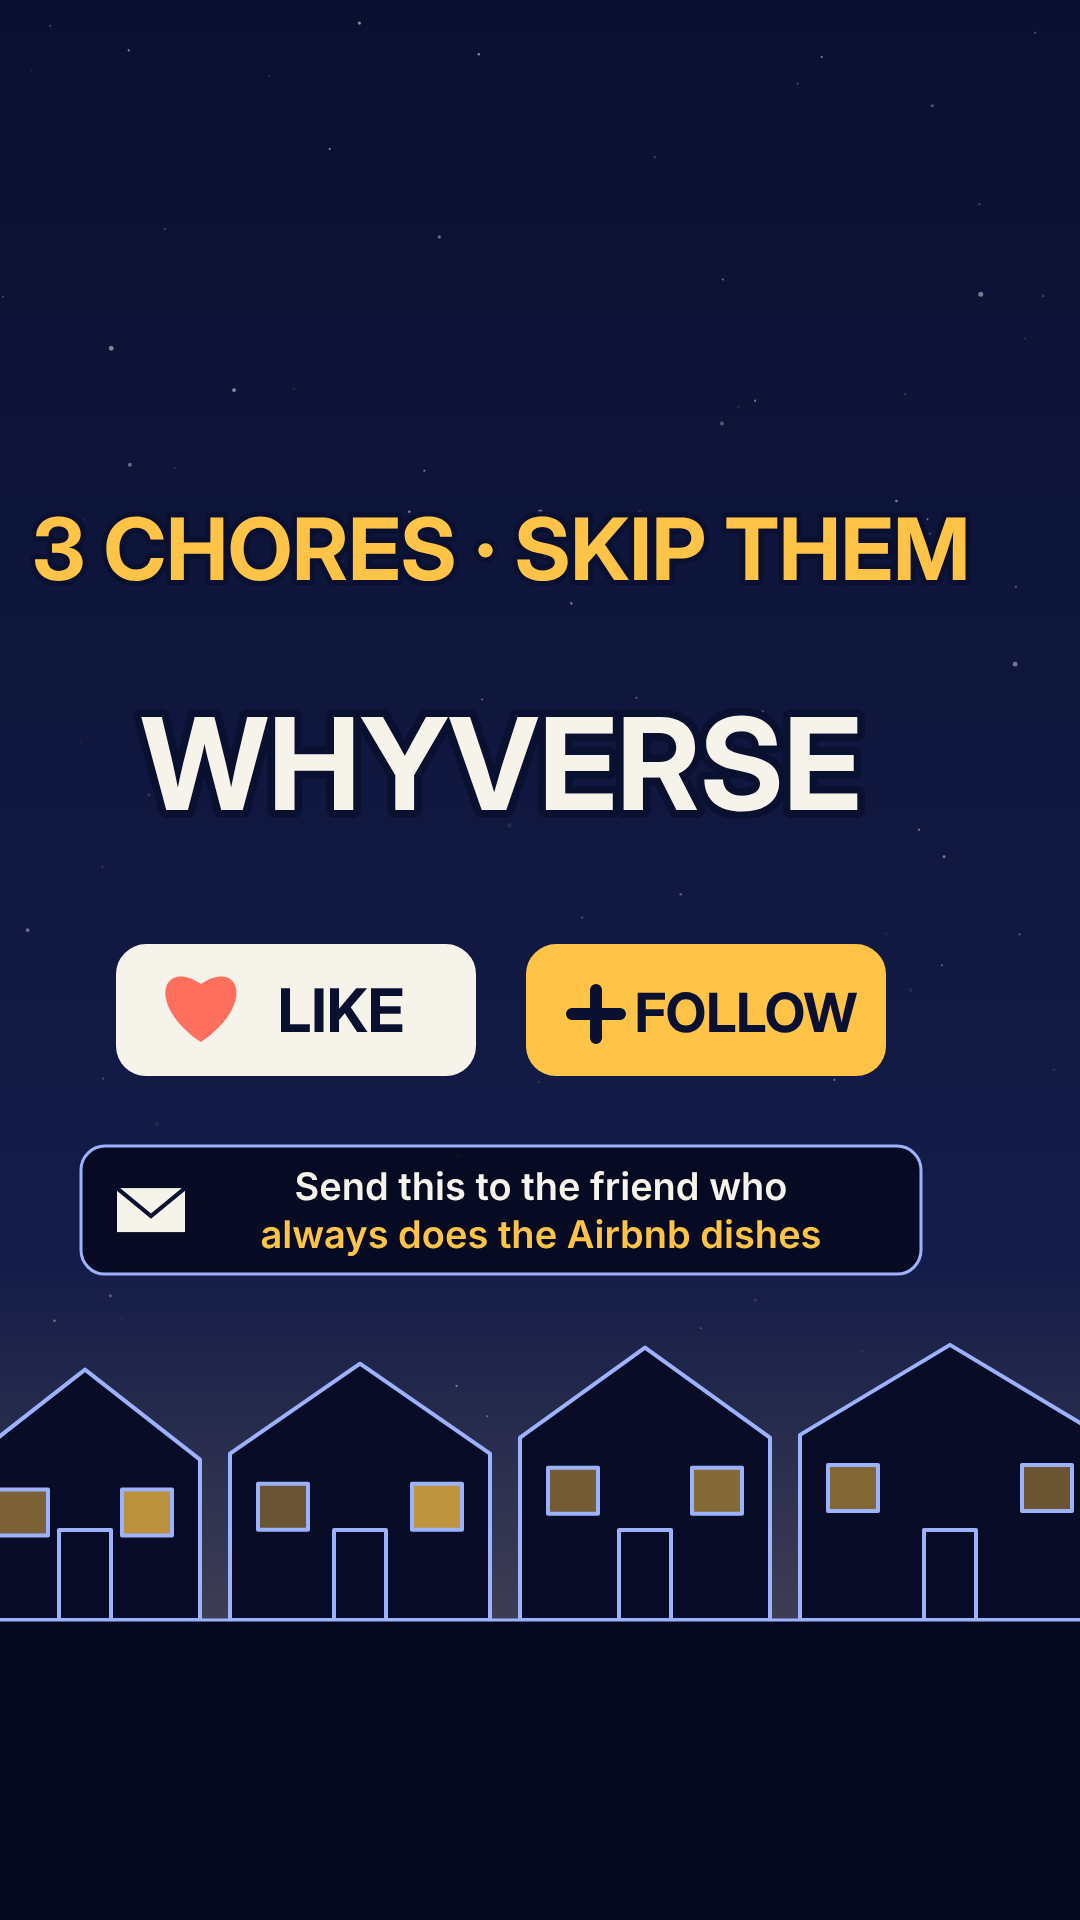 3 CHORES · SKIP THEM
WHYVERSE
LIKE
FOLLOW
Send this to the friend who
always does the Airbnb dishes